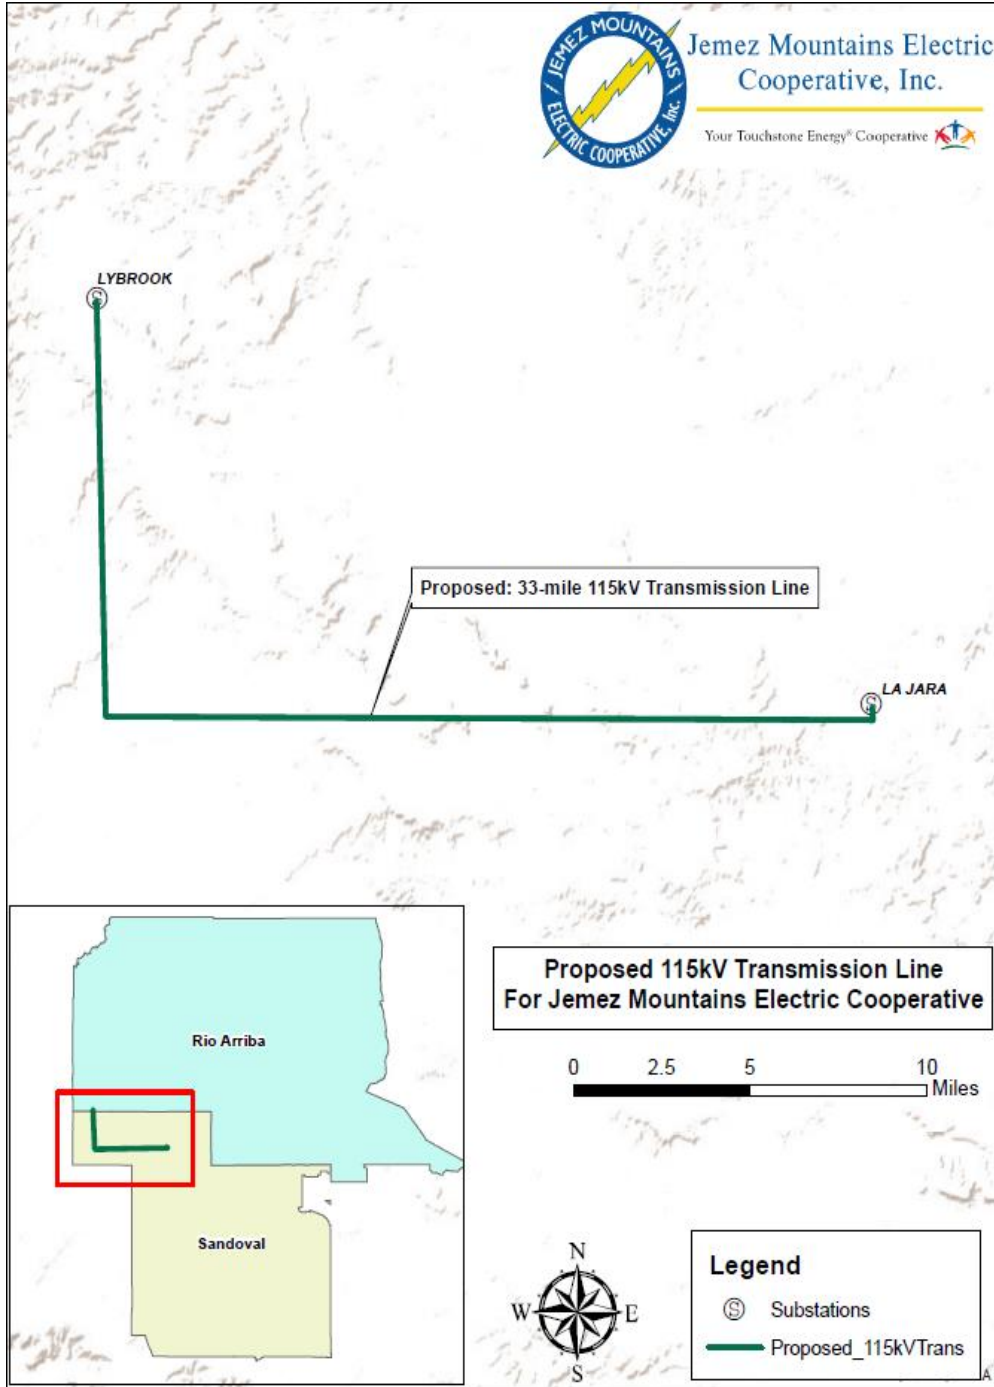 JEMEZ MOUNTAINS
ELECTRIC COOPERATIVE, Inc.
Jemez Mountains Electric
Cooperative, Inc.
Your Touchstone Energy® Cooperative
LYBROOK
S
Proposed: 33-mile 115kV Transmission Line
LA JARA
S
Rio Arriba
Sandoval
Proposed 115kV Transmission Line
For Jemez Mountains Electric Cooperative
0 2.5 5 10
Miles
N
W E
S
Legend
S Substations
Proposed_115kVTrans
A